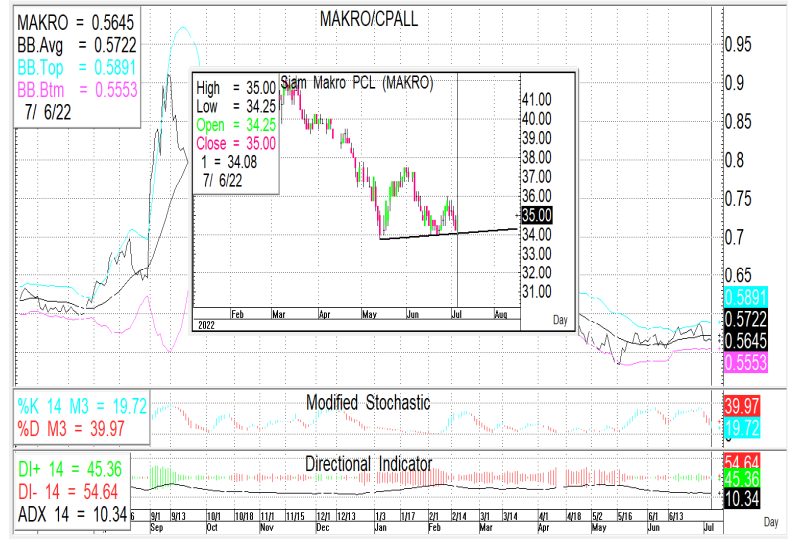 MAKRO/CPALL
MAKRO = 0.5645
BB.Avg = 0.5722
BB.Top = 0.5891
BB.Btm = 0.5553
7/ 6/22
0.95
0.9
0.85
0.8
0.75
0.7
0.65
0.5891
0.5722
0.5645
0.5553
Siam Makro PCL (MAKRO)
High = 35.00
Low = 34.25
Open = 34.25
Close = 35.00
1 = 34.08
7/ 6/22
41.00
40.00
39.00
38.00
37.00
36.00
35.00
34.00
33.00
32.00
31.00
Feb Mar Apr May Jun Jul Aug
2022
Day
Modified Stochastic
%K 14 M3 = 19.72
%D M3 = 39.97
39.97
19.72
Directional Indicator
DI+ 14 = 45.36
DI- 14 = 54.64
ADX 14 = 10.34
54.64
45.36
10.34
9/1 9/13 10/1 10/18 11/1 11/15 12/1 12/13 1/3 1/17 2/1 2/14 3/1 3/14 4/1 4/18 5/2 5/16 6/1 6/13
Sep Oct Nov Dec Jan Feb Mar Apr May Jun Jul
Day